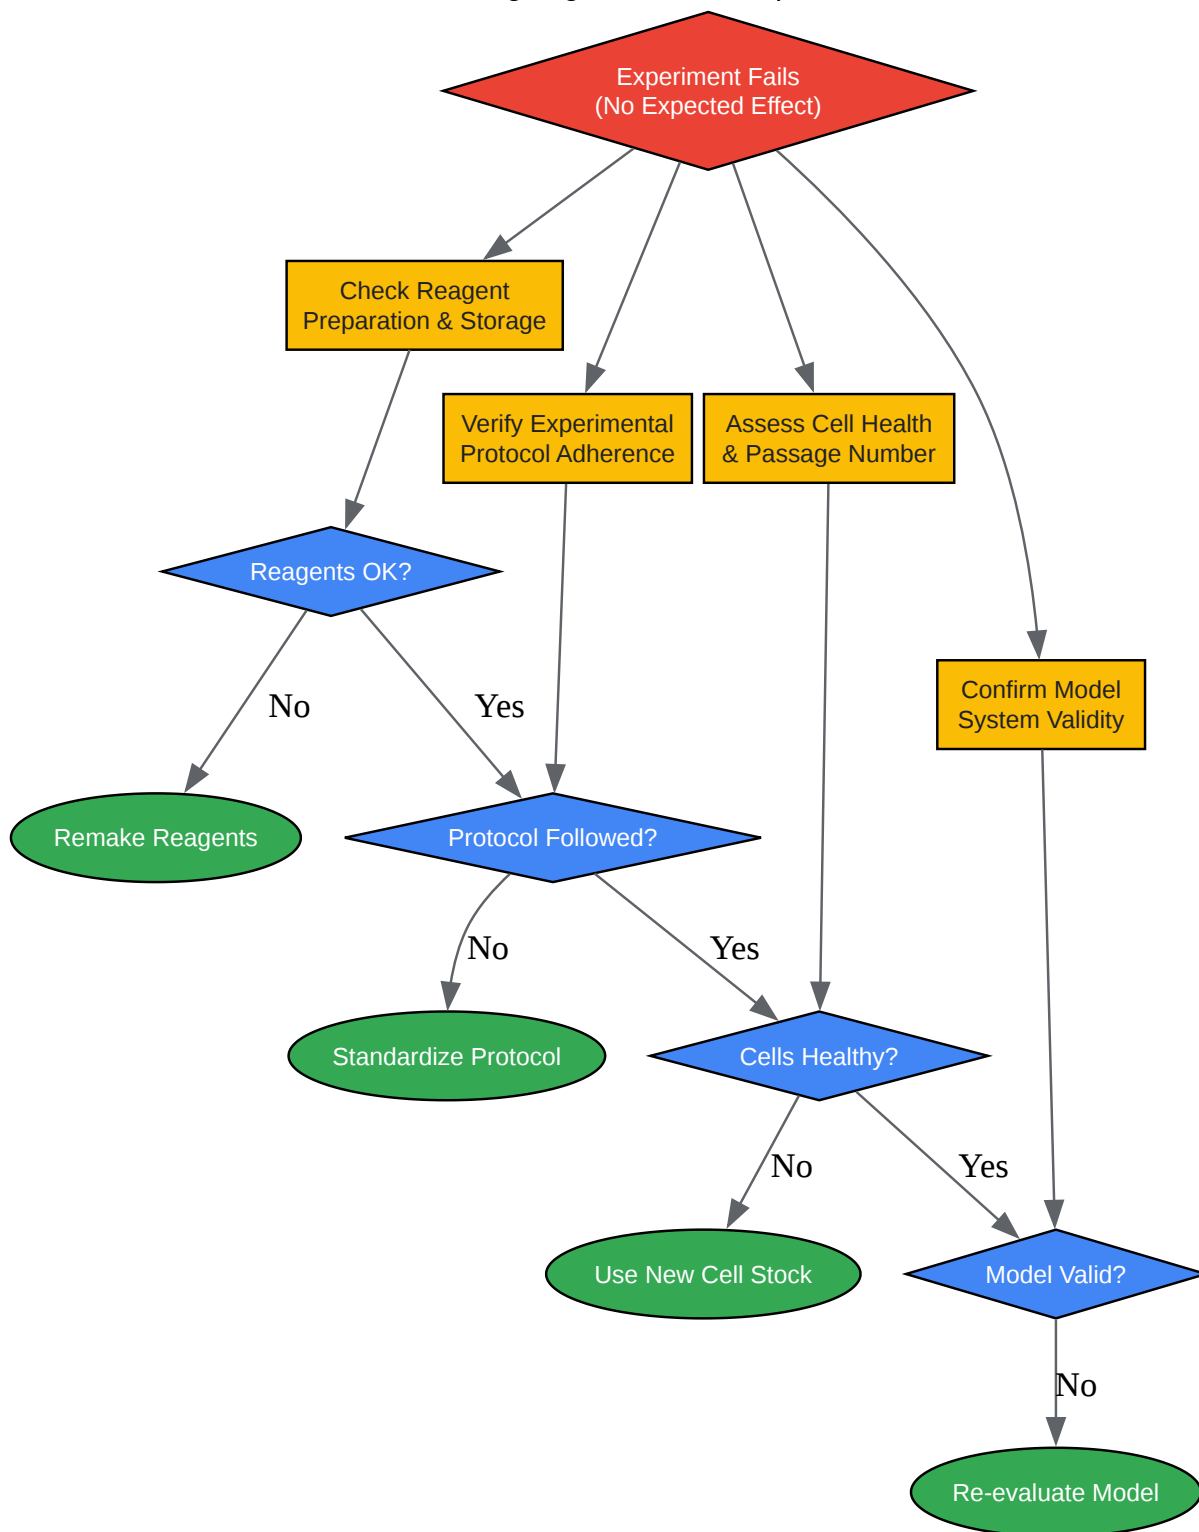 Experiment Fails
(No Expected Effect)
Check Reagent
Preparation & Storage
Verify Experimental
Protocol Adherence
Assess Cell Health
& Passage Number
Reagents OK?
Confirm Model
System Validity
No
Yes
Remake Reagents
Protocol Followed?
No
Yes
Standardize Protocol
Cells Healthy?
No
Yes
Use New Cell Stock
Model Valid?
No
Re-evaluate Model